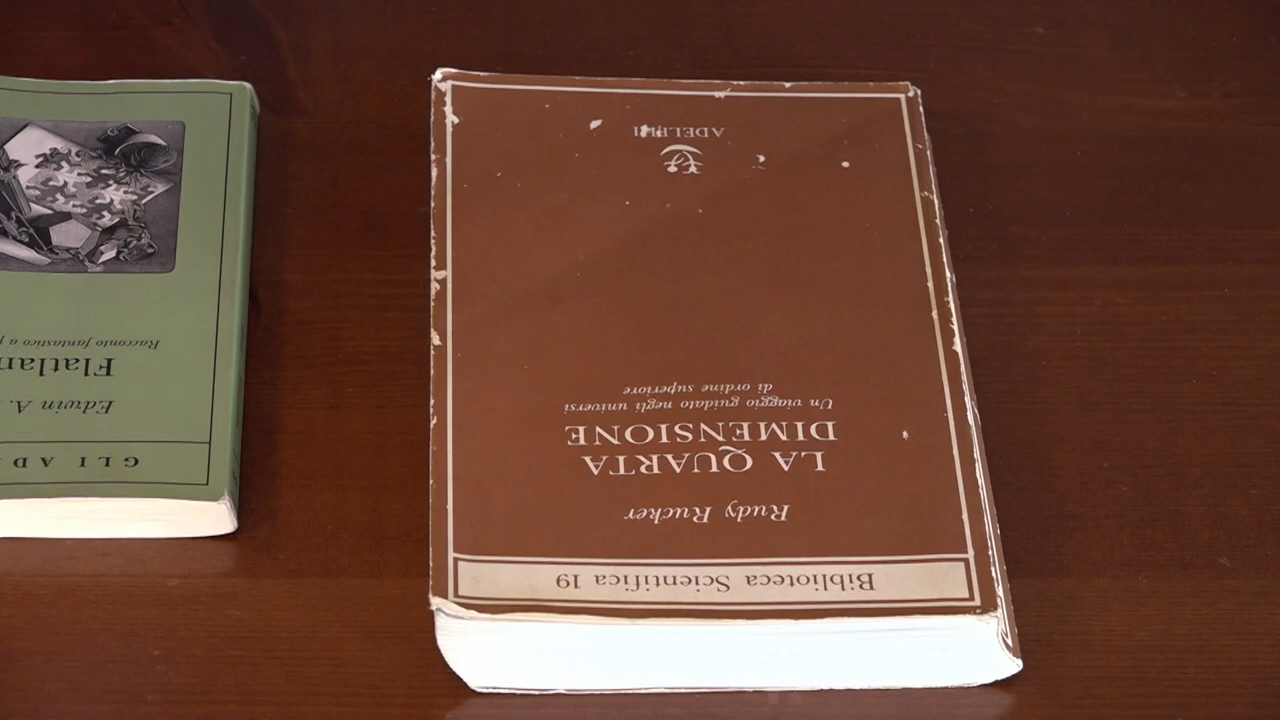 Biblioteca Scientifica 19
Rudy Rucker
LA QUARTA
DIMENSIONE
Un viaggio guidato negli universi
di ordine superiore
ADELPHI
GLI AD
Edwin A.
Flatlan
Racconto fantastico a